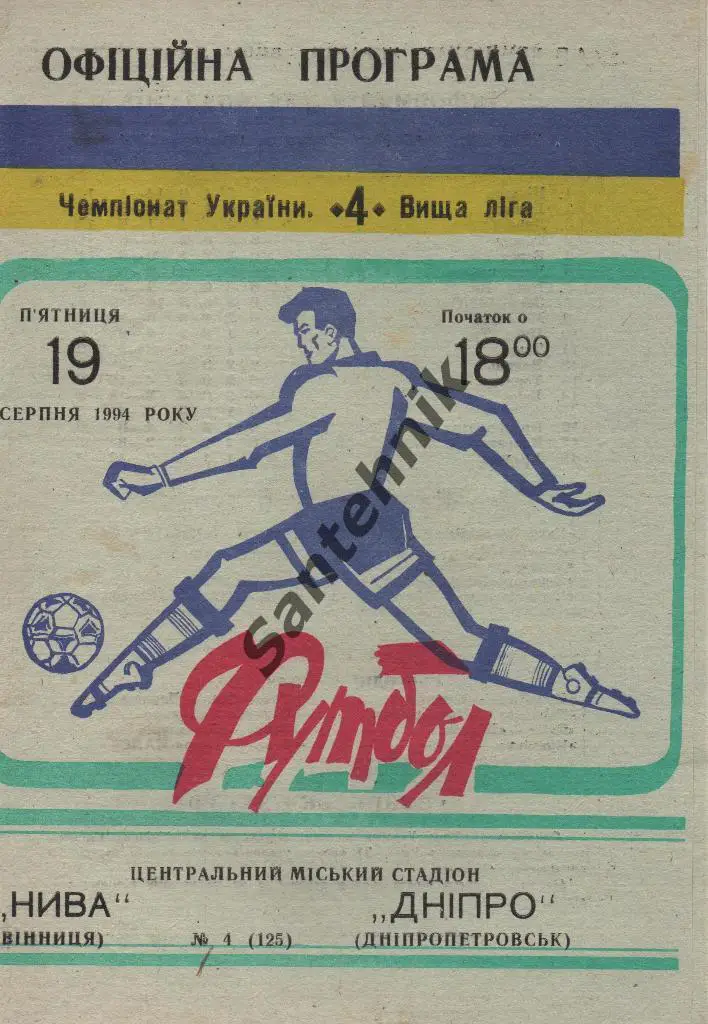 ОФІЦІЙНА ПРОГРАМА
Чемпіонат України. «4» Вища ліга
П'ЯТНИЦЯ
19
СЕРПНЯ 1994 РОКУ
Початок о
18 00
Santehnik
Футбол
ЦЕНТРАЛЬНИЙ МІСЬКИЙ СТАДІОН
„НИВА"
ВІННИЦЯ)
№ 4 (125)
„ДНІПРО"
(ДНІПРОПЕТРОВСЬК)